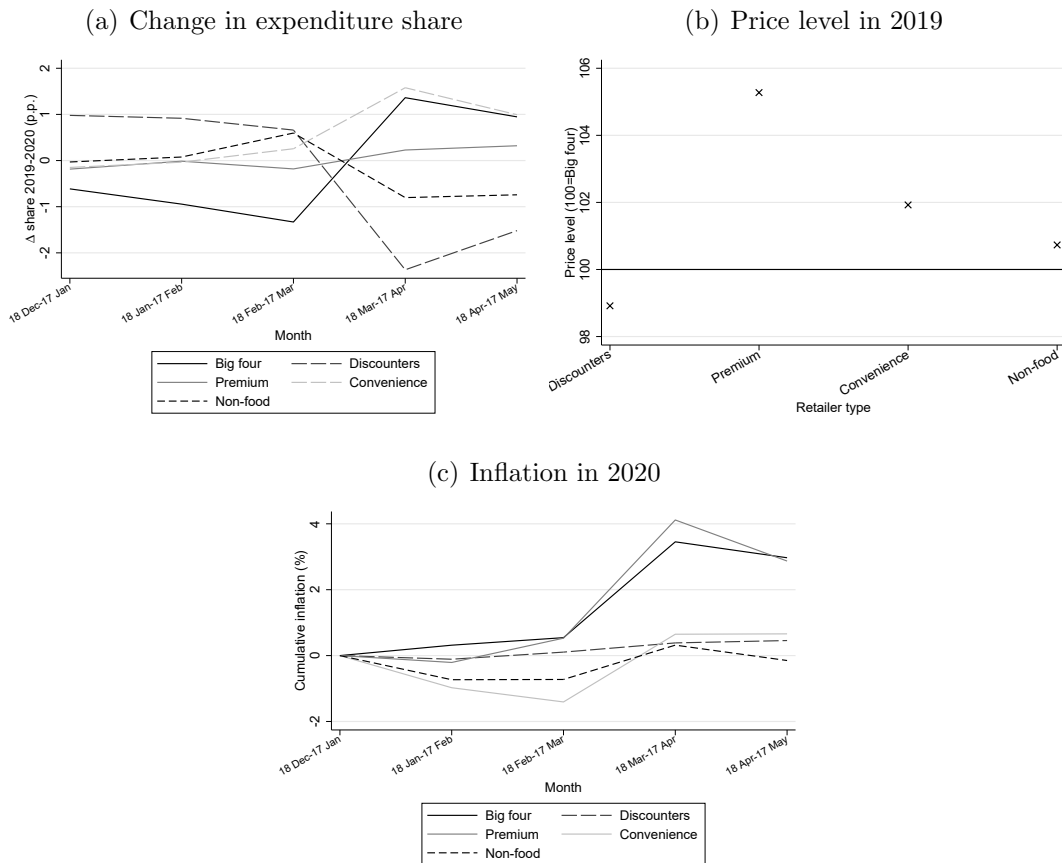 (a) Change in expenditure share
Δ share 2019-2020 (p.p.)
2
1
0
-1
-2
18 Dec-17 Jan
18 Jan-17 Feb
18 Feb-17 Mar
18 Mar-17 Apr
18 Apr-17 May
Month
Big four
Discounters
Premium
Convenience
Non-food
(b) Price level in 2019
Price level (100=Big four)
106
104
102
100
98
Discounters
Premium
Convenience
Non-food
Retailer type
(c) Inflation in 2020
Cumulative inflation (%)
4
2
0
-2
18 Dec-17 Jan
18 Jan-17 Feb
18 Feb-17 Mar
18 Mar-17 Apr
18 Apr-17 May
Month
Big four
Discounters
Premium
Convenience
Non-food